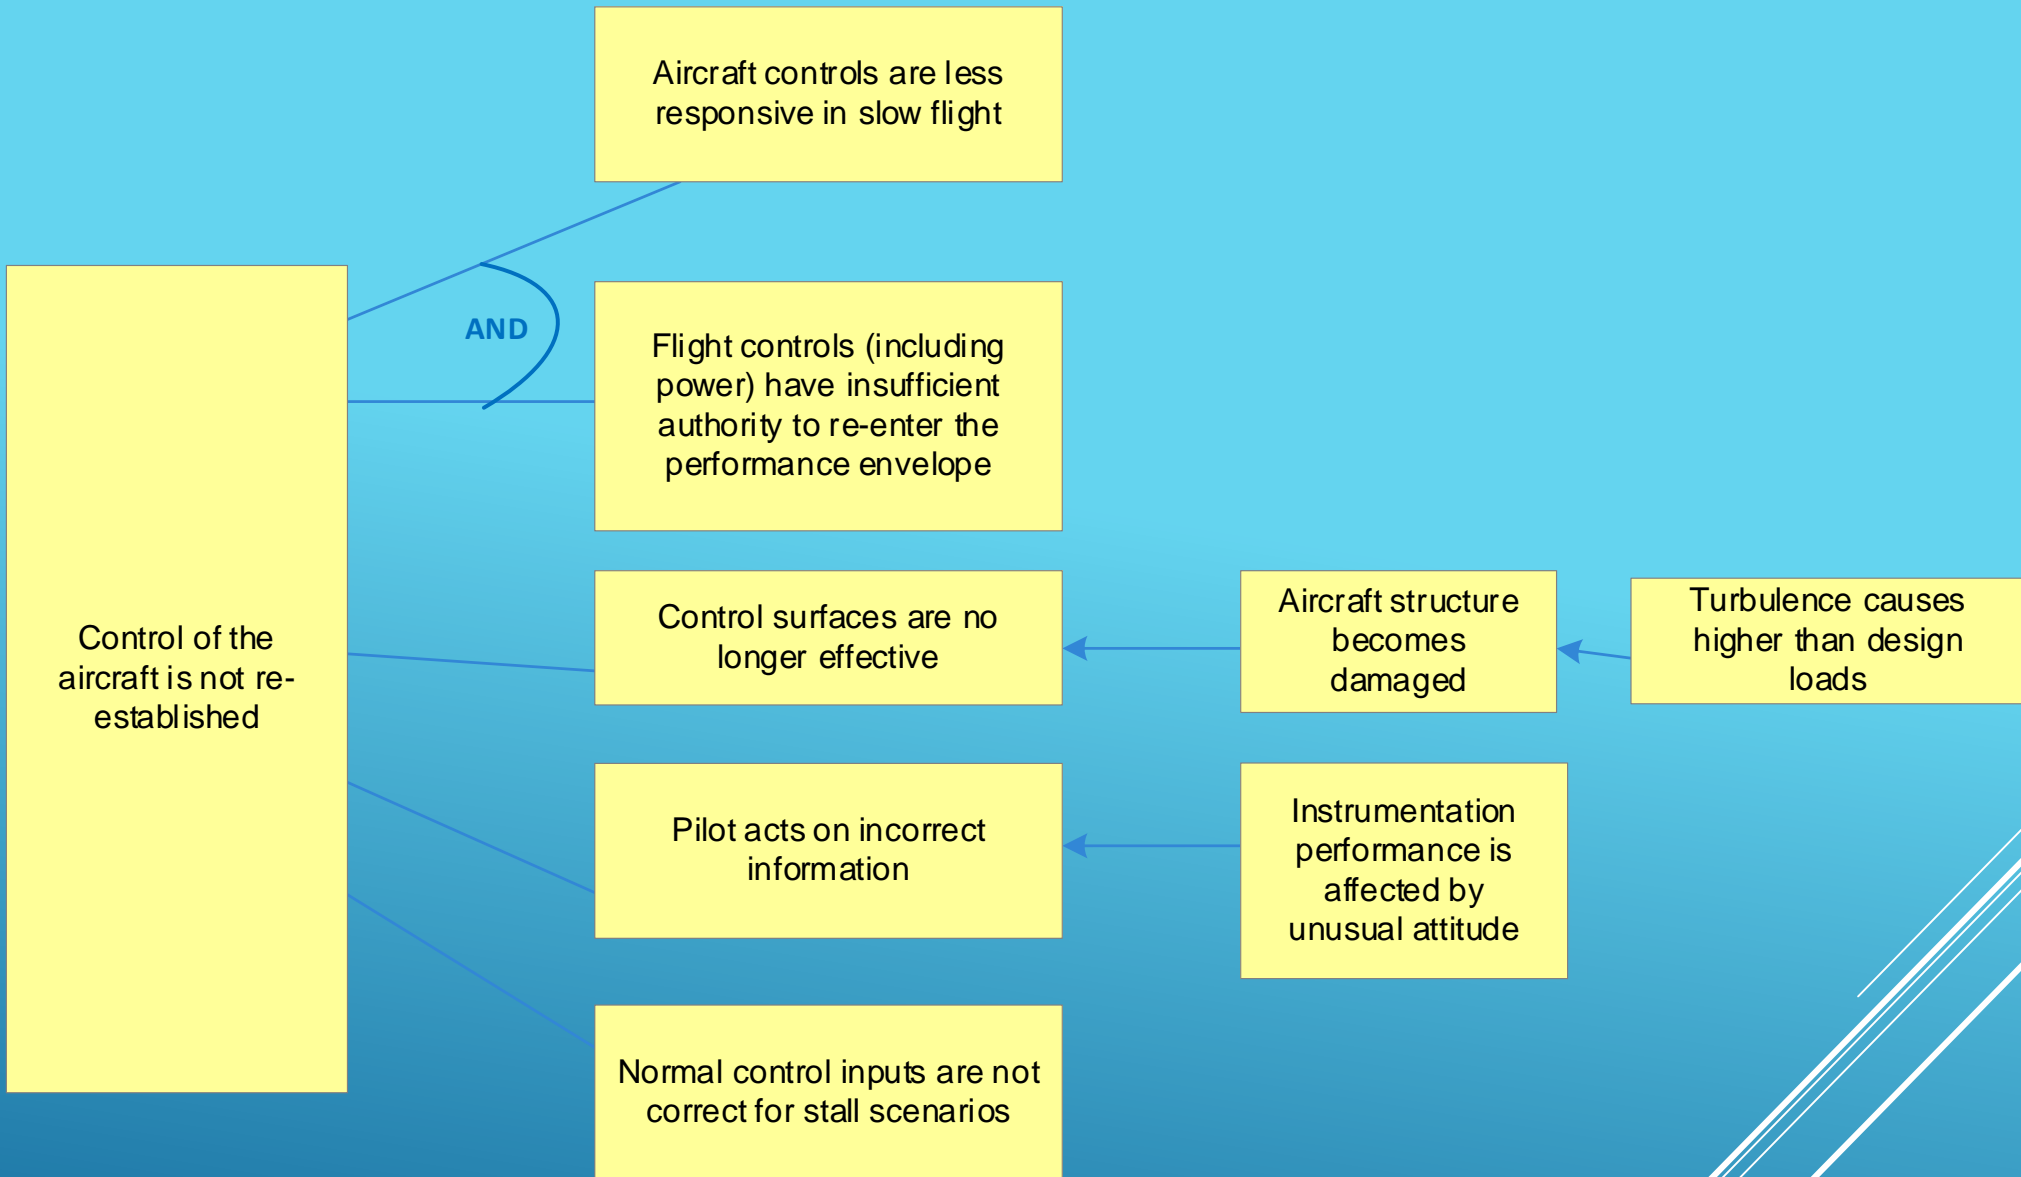 Aircraft controls are less
responsive in slow flight
AND
Flight controls (including
power) have insufficient
authority to re-enter the
performance envelope
Control of the
aircraft is not re-
established
Control surfaces are no
longer effective
Aircraft structure
becomes
damaged
Turbulence causes
higher than design
loads
Pilot acts on incorrect
information
Instrumentation
performance is
affected by
unusual attitude
Normal control inputs are not
correct for stall scenarios